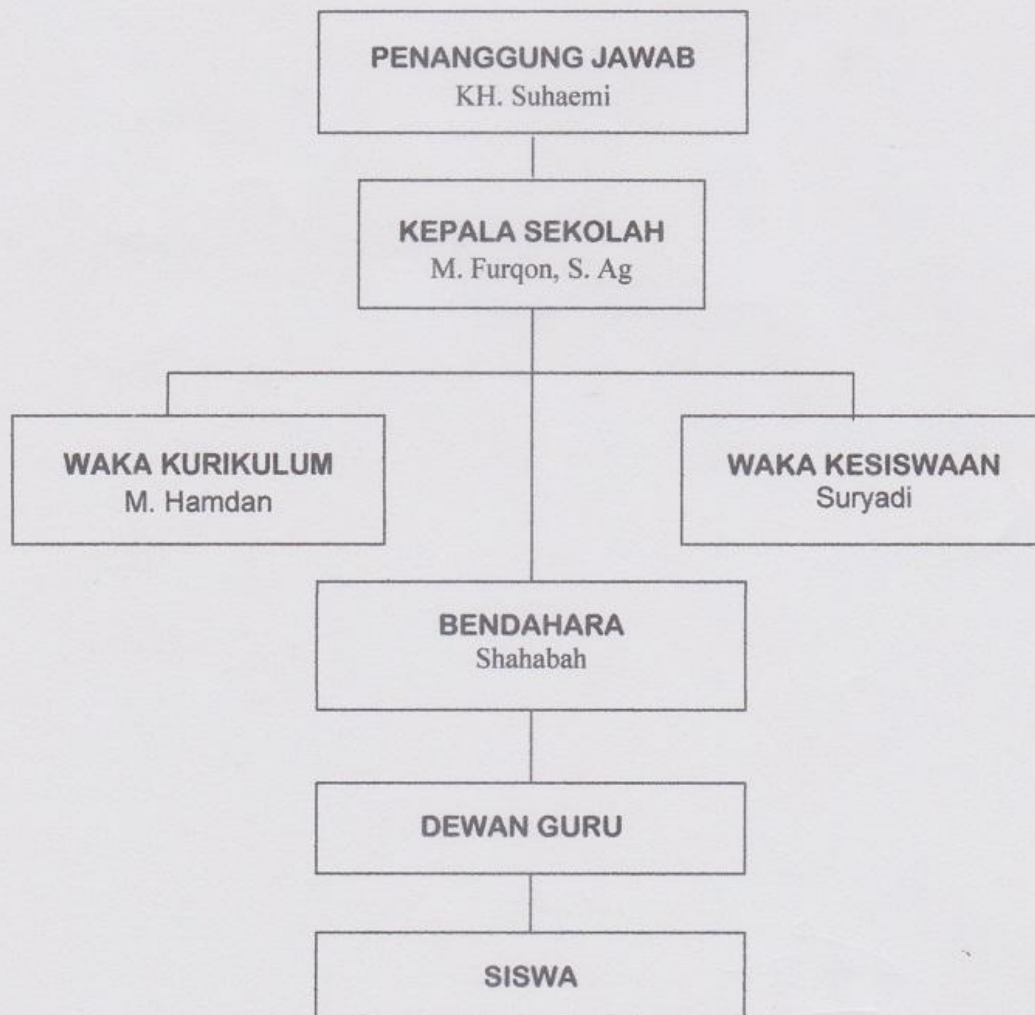 PENANGGUNG JAWAB
KH. Suhaemi
KEPALA SEKOLAH
M. Furqon, S. Ag
WAKA KURIKULUM
M. Hamdan
WAKA KESISWAAN
Suryadi
BENDAHARA
Shahabah
DEWAN GURU
SISWA